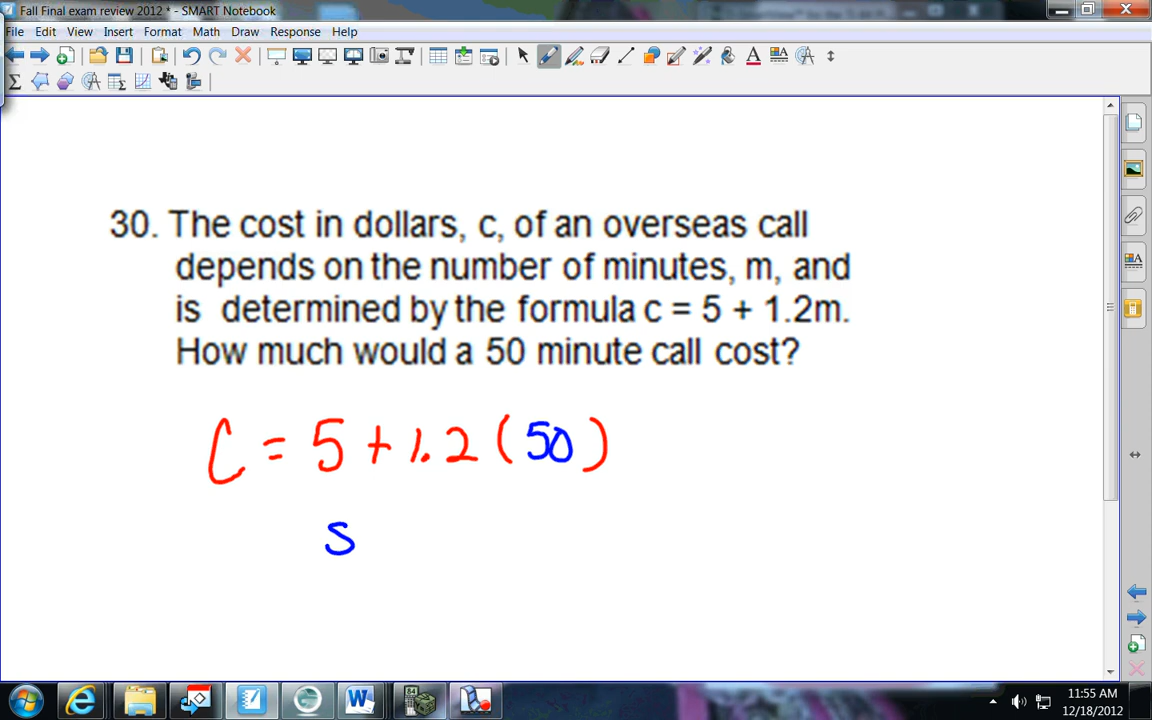 Fall Final exam review 2012 * - SMART Notebook
File Edit View Insert Format Math Draw Response Help
30. The cost in dollars, c, of an overseas call
depends on the number of minutes, m, and
is determined by the formula c = 5 + 1.2m.
How much would a 50 minute call cost?
C = 5 + 1.2 (50)
5
11:55 AM
12/18/2012